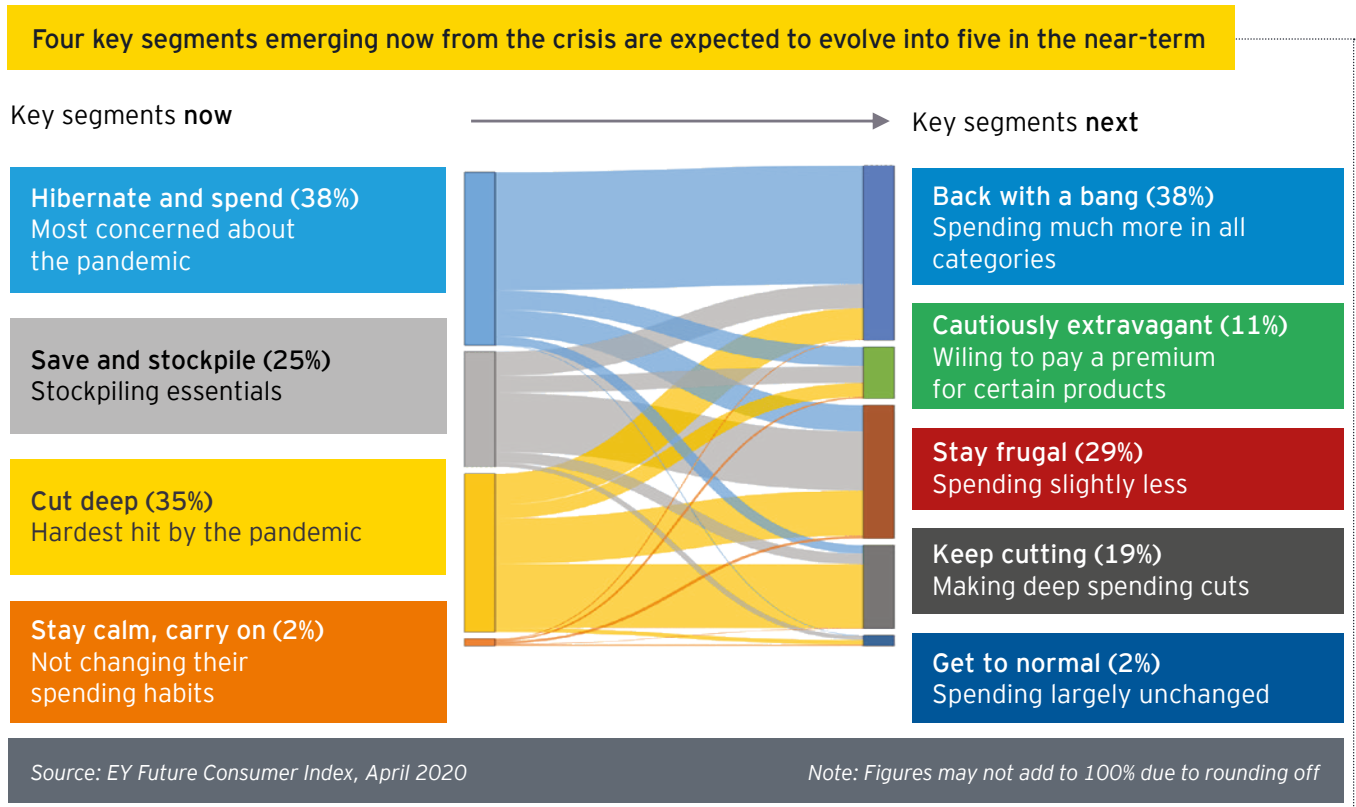 Four key segments emerging now from the crisis are expected to evolve into five in the near-term
Key segments now
Key segments next
Hibernate and spend (38%)
Most concerned about
the pandemic
Save and stockpile (25%)
Stockpiling essentials
Cut deep (35%)
Hardest hit by the pandemic
Stay calm, carry on (2%)
Not changing their
spending habits
Back with a bang (38%)
Spending much more in all
categories
Cautiously extravagant (11%)
Wiling to pay a premium
for certain products
Stay frugal (29%)
Spending slightly less
Keep cutting (19%)
Making deep spending cuts
Get to normal (2%)
Spending largely unchanged
Source: EY Future Consumer Index, April 2020
Note: Figures may not add to 100% due to rounding off